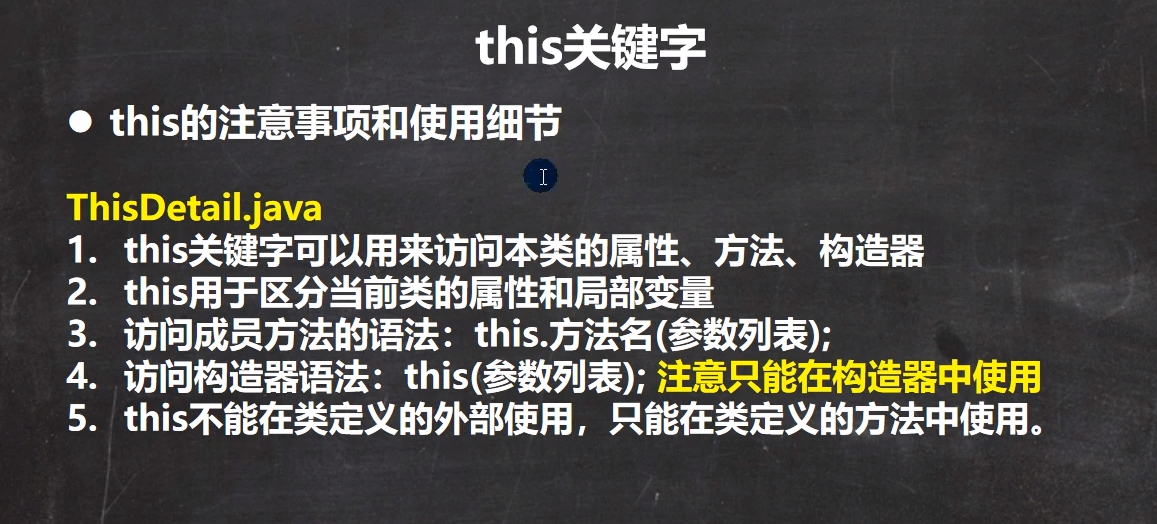 this关键字
● this的注意事项和使用细节
ThisDetail.java
1. this关键字可以用来访问本类的属性、方法、构造器
2. this用于区分当前类的属性和局部变量
3. 访问成员方法的语法：this.方法名(参数列表);
4. 访问构造器语法：this(参数列表); 注意只能在构造器中使用
5. this不能在类定义的外部使用，只能在类定义的方法中使用。